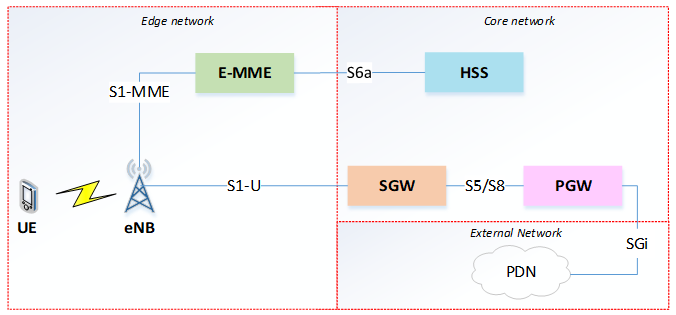 Edge network
Core network
E-MME
S6a
HSS
S1-MME
S1-U
SGW
S5/S8
PGW
UE
eNB
External Network
SGi
PDN